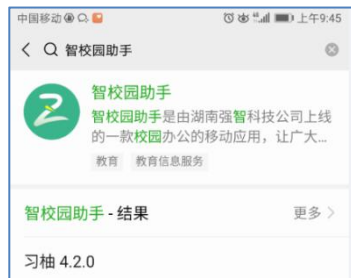 中国移动 上午9:45
智校园助手
智校园助手
智校园助手是由湖南强智科技公司上线
的一款校园办公的移动应用，让广大...
教育 教育信息服务
智校园助手 - 结果 更多
习柚 4.2.0